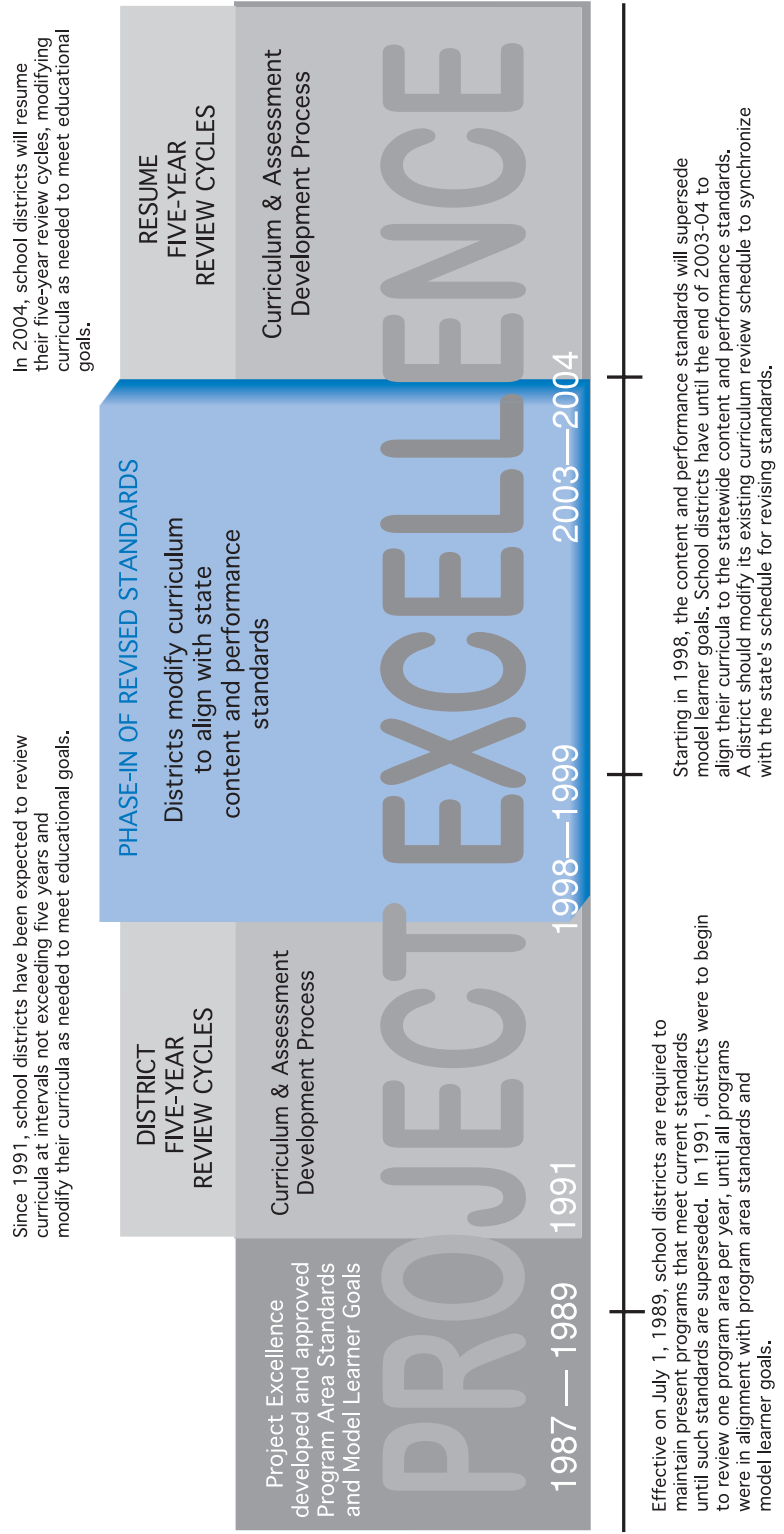 Since 1991, school districts have been expected to review
curricula at intervals not exceeding five years and
modify their curricula as needed to meet educational goals.
In 2004, school districts will resume
their five-year review cycles, modifying
curricula as needed to meet educational
goals.
Project Excellence
developed and approved
Program Area Standards
and Model Learner Goals
DISTRICT
FIVE-YEAR
REVIEW CYCLES
Curriculum & Assessment
Development Process
PHASE-IN OF REVISED STANDARDS
Districts modify curriculum
to align with state
content and performance
standards
RESUME
FIVE-YEAR
REVIEW CYCLES
Curriculum & Assessment
Development Process
PROJECT EXCELLENCE
1987 — 1989
1991
1998—1999
2003—2004
Effective on July 1, 1989, school districts are required to
maintain present programs that meet current standards
until such standards are superseded. In 1991, districts were to begin
to review one program area per year, until all programs
were in alignment with program area standards and
model learner goals.
Starting in 1998, the content and performance standards will supersede
model learner goals. School districts have until the end of 2003-04 to
align their curricula to the statewide content and performance standards.
A district should modify its existing curriculum review schedule to synchronize
with the state's schedule for revising standards.